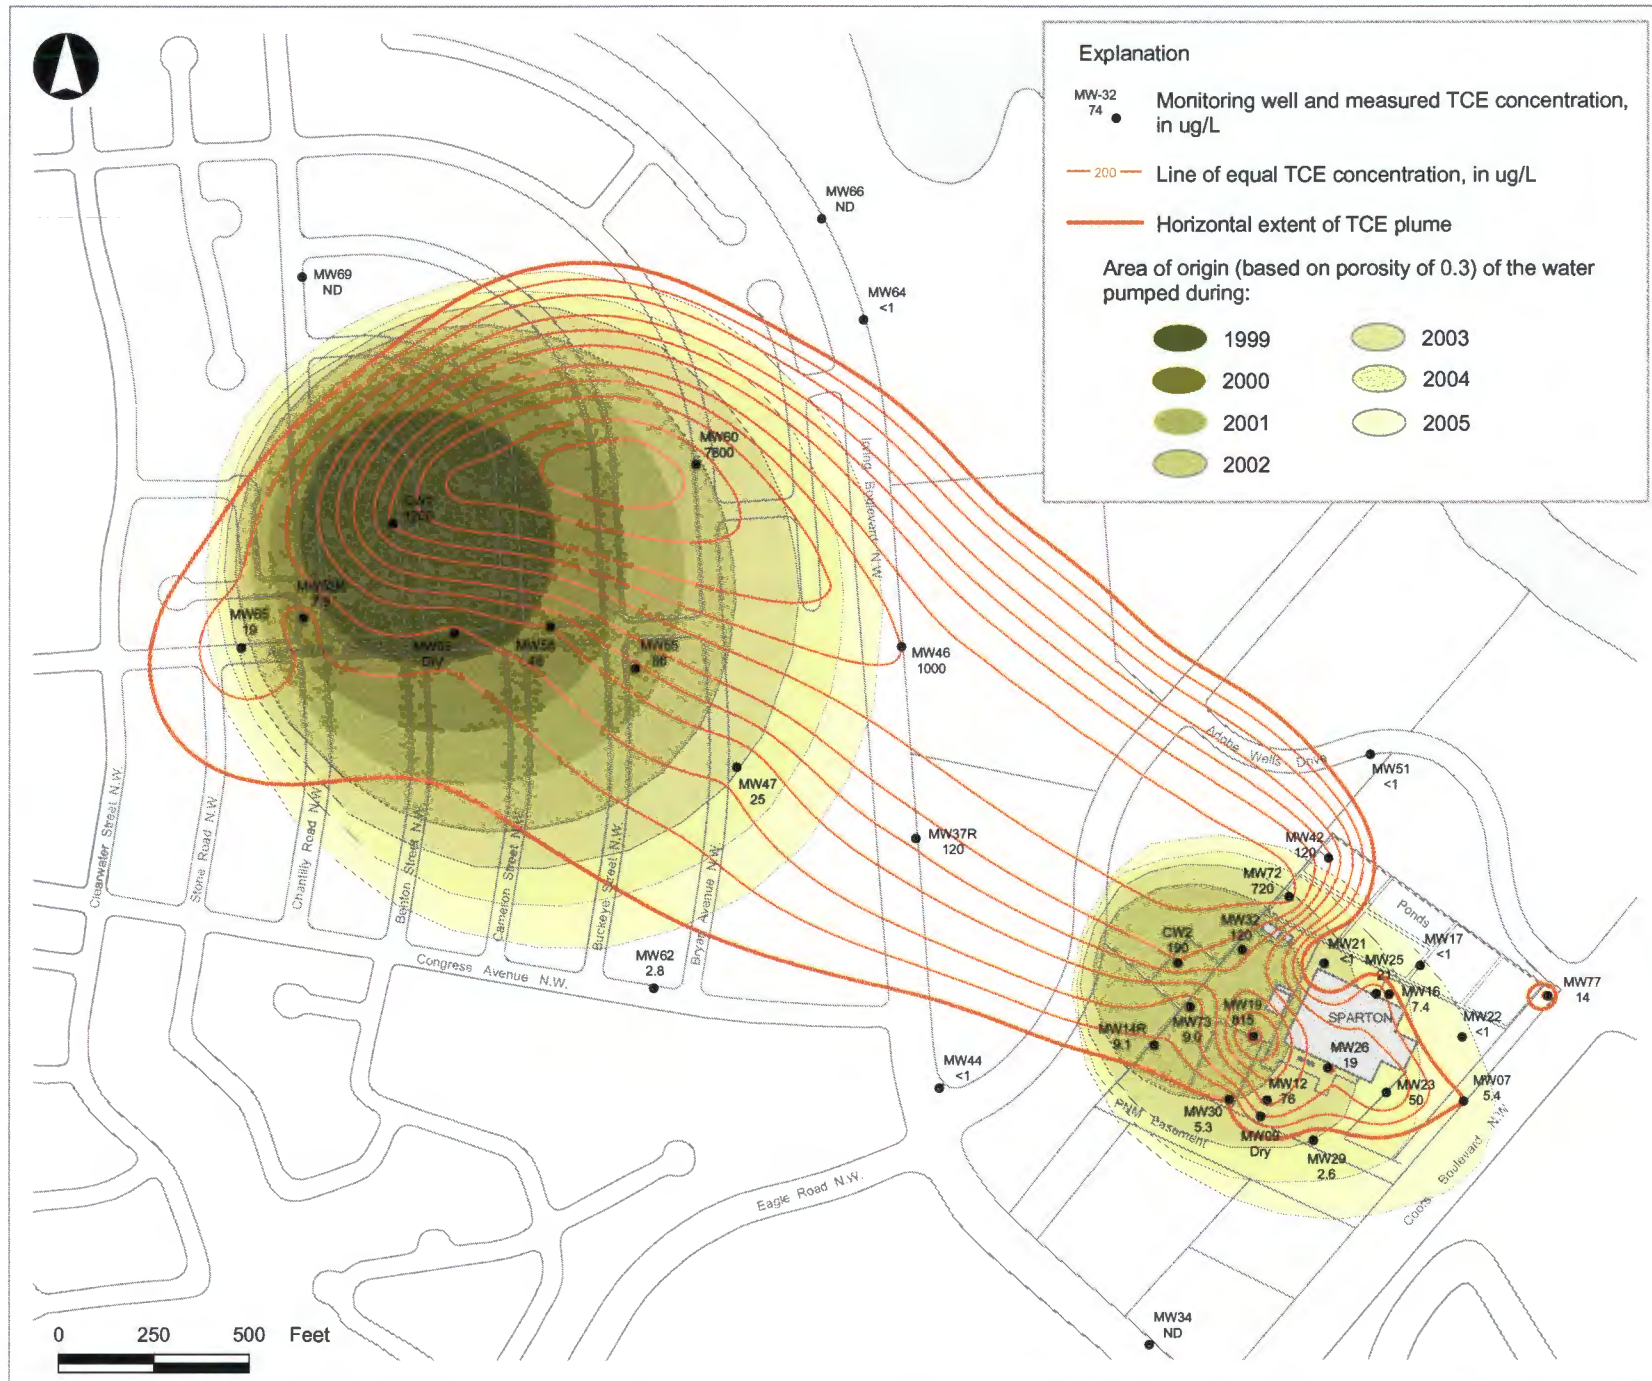 Explanation
MW-32
74
Monitoring well and measured TCE concentration,
in ug/L
200
Line of equal TCE concentration, in ug/L
Horizontal extent of TCE plume
Area of origin (based on porosity of 0.3) of the water
pumped during:
1999
2003
2000
2004
2001
2005
2002
MW66
ND
MW69
ND
MW64
<1
MW60
7800
MW65
19
MW55
MW46
1000
MW47
25
MW37R
120
MW62
2.8
MW44
<1
MW51
<1
MW42
120
MW72
720
MW32
120
CW2
190
MW21
<1
MW17
<1
MW25
MW16
7.4
MW77
14
MW22
<1
MW19
815
MW73
9.0
MW14R
9.1
SPARTON
MW26
19
MW23
50
MW07
5.4
MW12
76
MW30
5.3
MW09
Dry
MW29
2.6
MW34
ND
Clearwater Street N.W.
Stone Road N.W.
Chantilly Road N.W.
Benton Street N.W.
Cameron Street N.W.
Buckeye Street N.W.
Bryan Avenue N.W.
Congress Avenue N.W.
Irving Boulevard N.W.
Adobe Wells Drive
Ponds
PNM Easement
Eagle Road N.W.
Coors Boulevard N.W.
0 250 500 Feet